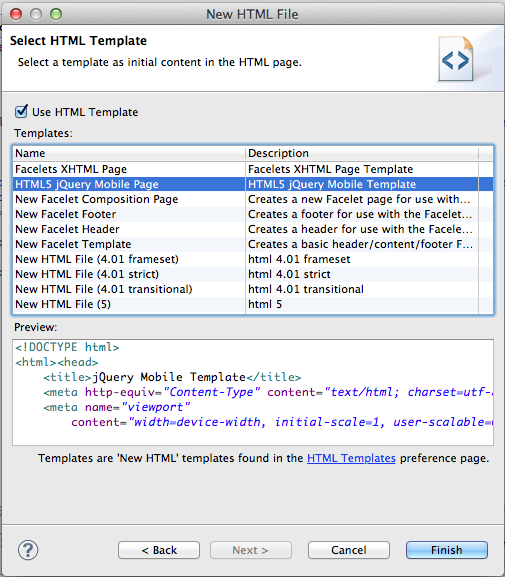 New HTML File
Select HTML Template
Select a template as initial content in the HTML page.
Use HTML Template
Templates:
Name Description
Facelets XHTML Page Facelets XHTML Page Template
HTML5 jQuery Mobile Page HTML5 jQuery Mobile Template
New Facelet Composition Page Creates a new Facelet page for use with...
New Facelet Footer Creates a footer for use with the Facelet...
New Facelet Header Creates a header for use with the Facelet...
New Facelet Template Creates a basic header/content/footer F...
New HTML File (4.01 frameset) html 4.01 frameset
New HTML File (4.01 strict) html 4.01 strict
New HTML File (4.01 transitional) html 4.01 transitional
New HTML File (5) html 5
Preview:
<!DOCTYPE html>
<html><head>
<title>jQuery Mobile Template</title>
<meta http-equiv="Content-Type" content="text/html; charset=utf-
<meta name="viewport"
content="width=device-width, initial-scale=1, user-scalable=
Templates are 'New HTML' templates found in the HTML Templates preference page.
? < Back Next > Cancel Finish